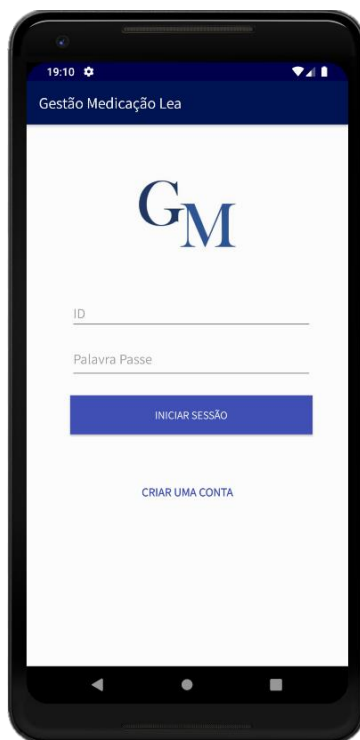 19:10
Gestão Medicação Lea
GM
ID
Palavra Passe
INICIAR SESSÃO
CRIAR UMA CONTA